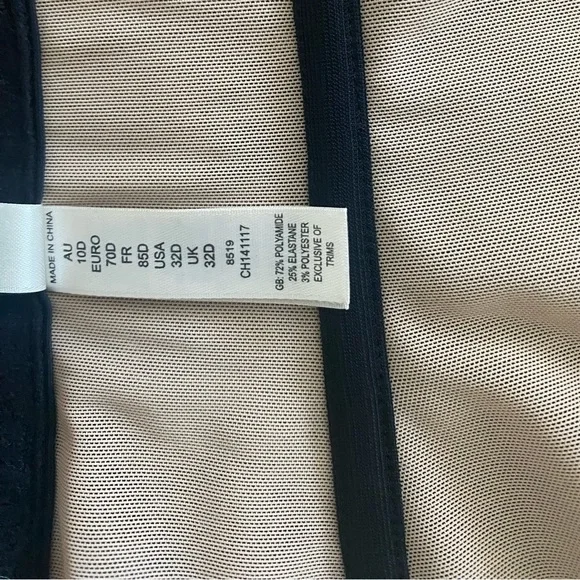 MADE IN CHINA
AU
10D
EURO
70D
FR
85D
USA
32D
UK
32D
8519
CH141117
GB: 72% POLYAMIDE
25% ELASTANE
3% POLYESTER
EXCLUSIVE OF
TRIMS